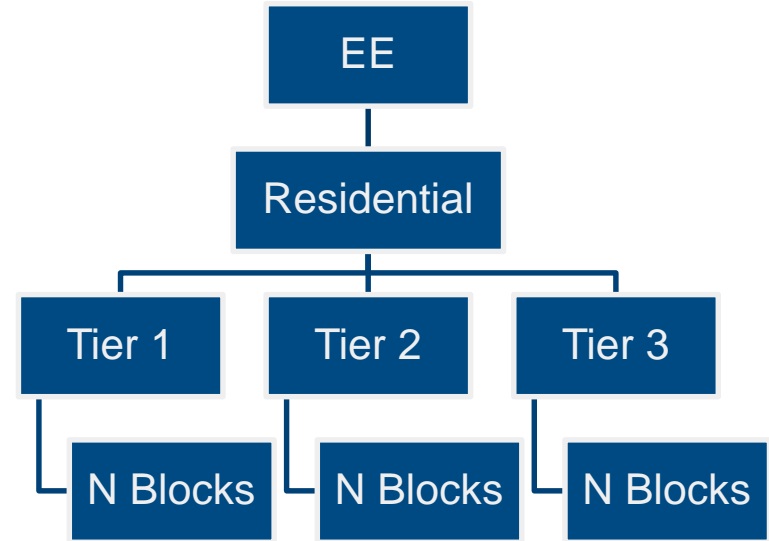 EE
Residential
Tier 1
Tier 2
Tier 3
N Blocks
N Blocks
N Blocks